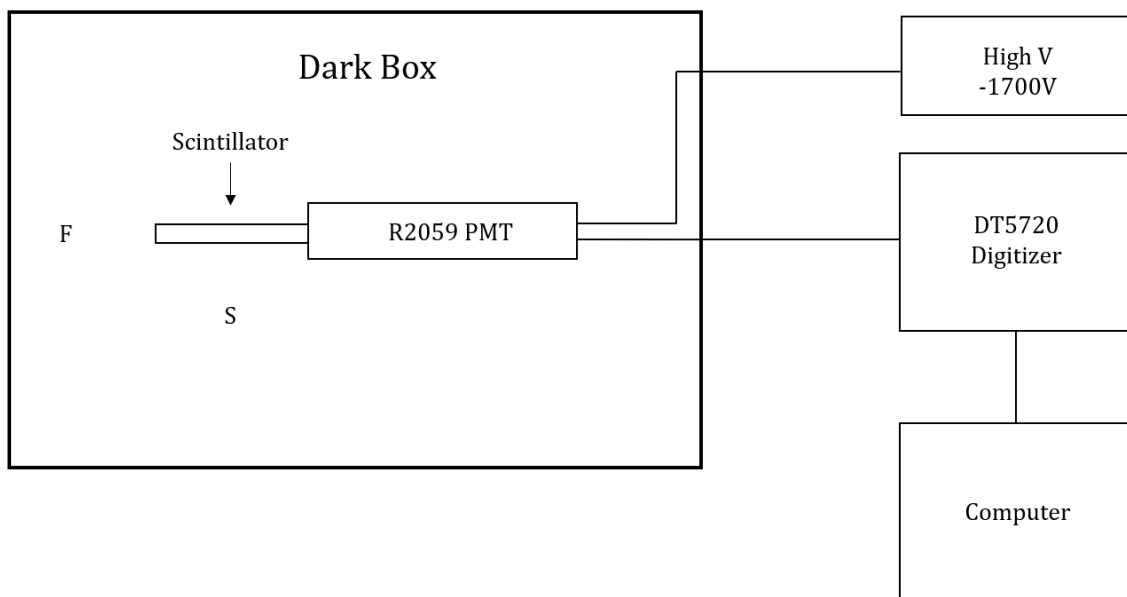 Dark Box
High V
-1700V
Scintillator
F
R2059 PMT
DT5720
Digitizer
S
Computer